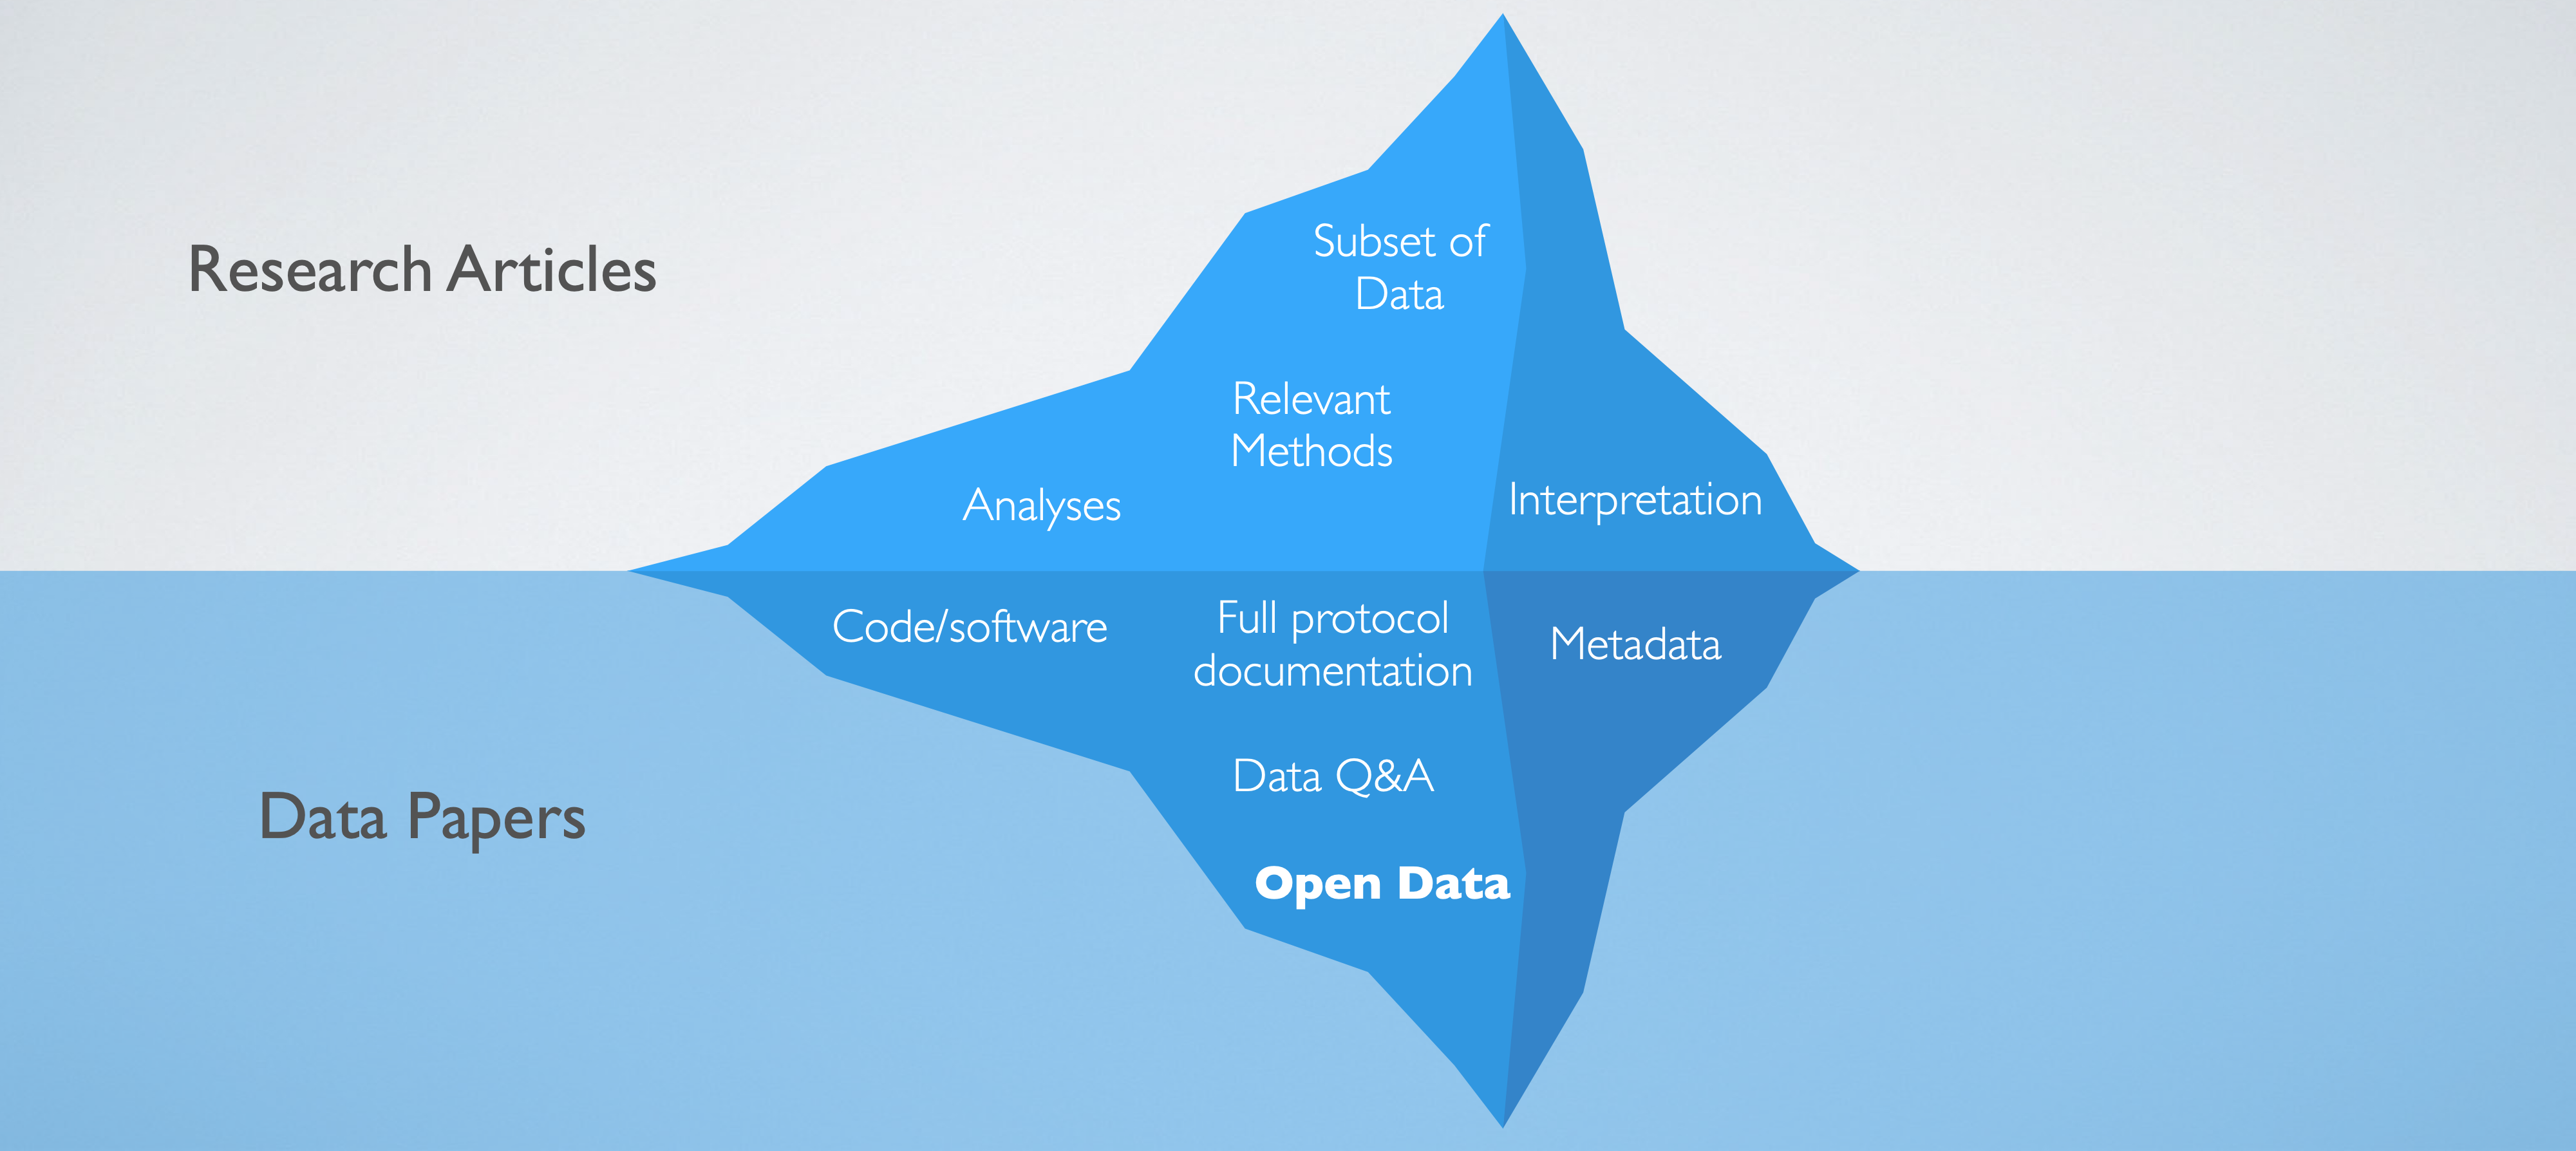 Research Articles
Subset of
Data
Relevant
Methods
Analyses
Interpretation
Data Papers
Code/software
Full protocol
documentation
Metadata
Data Q&A
Open Data